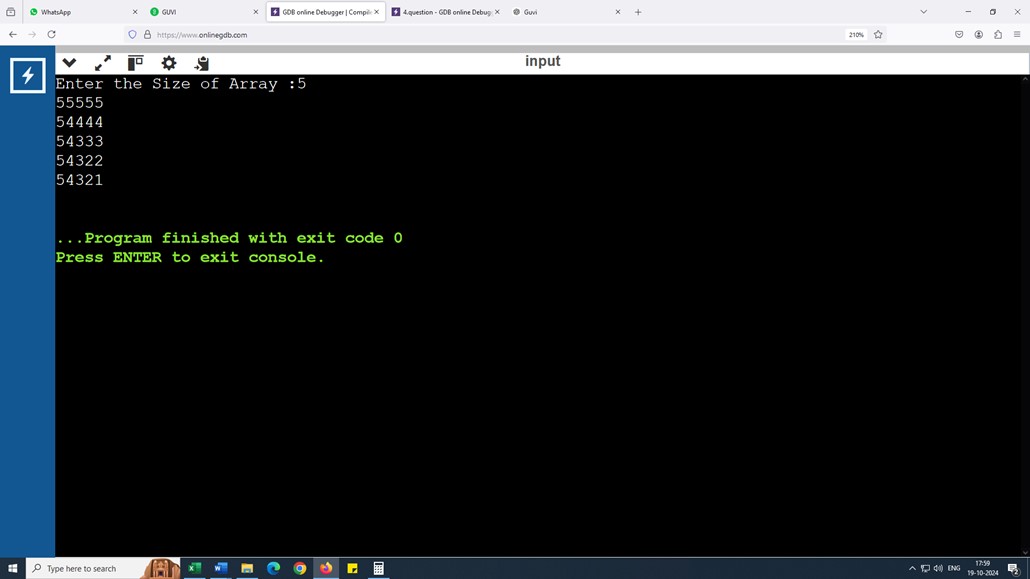 WhatsApp
GUVI
GDB online Debugger | Compile
4.question - GDB online Debugg
Guvi
https://www.onlinegdb.com
210%
input
Enter the Size of Array :5
55555
54444
54333
54322
54321
...Program finished with exit code 0
Press ENTER to exit console.
Type here to search
ENG
17:59
19-10-2024